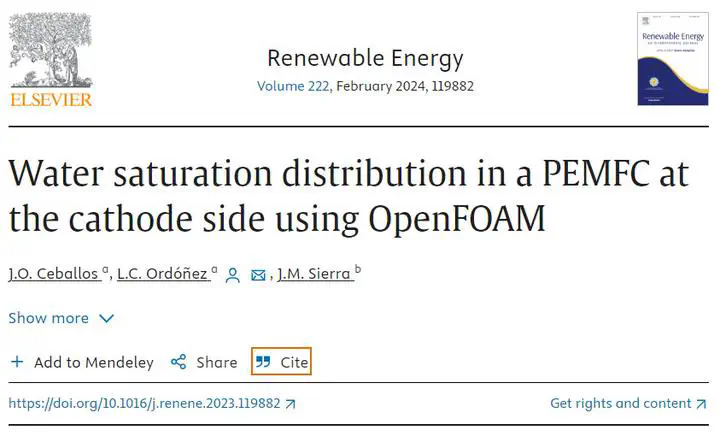 ELSEVIER
Renewable Energy
Volume 222, February 2024, 119882
Renewable Energy
Water saturation distribution in a PEMFC at
the cathode side using OpenFOAM
J.O. Ceballos a, L.C. Ordóñez a, J.M. Sierra b
Show more
Add to Mendeley Share Cite
https://doi.org/10.1016/j.renene.2023.119882
Get rights and content